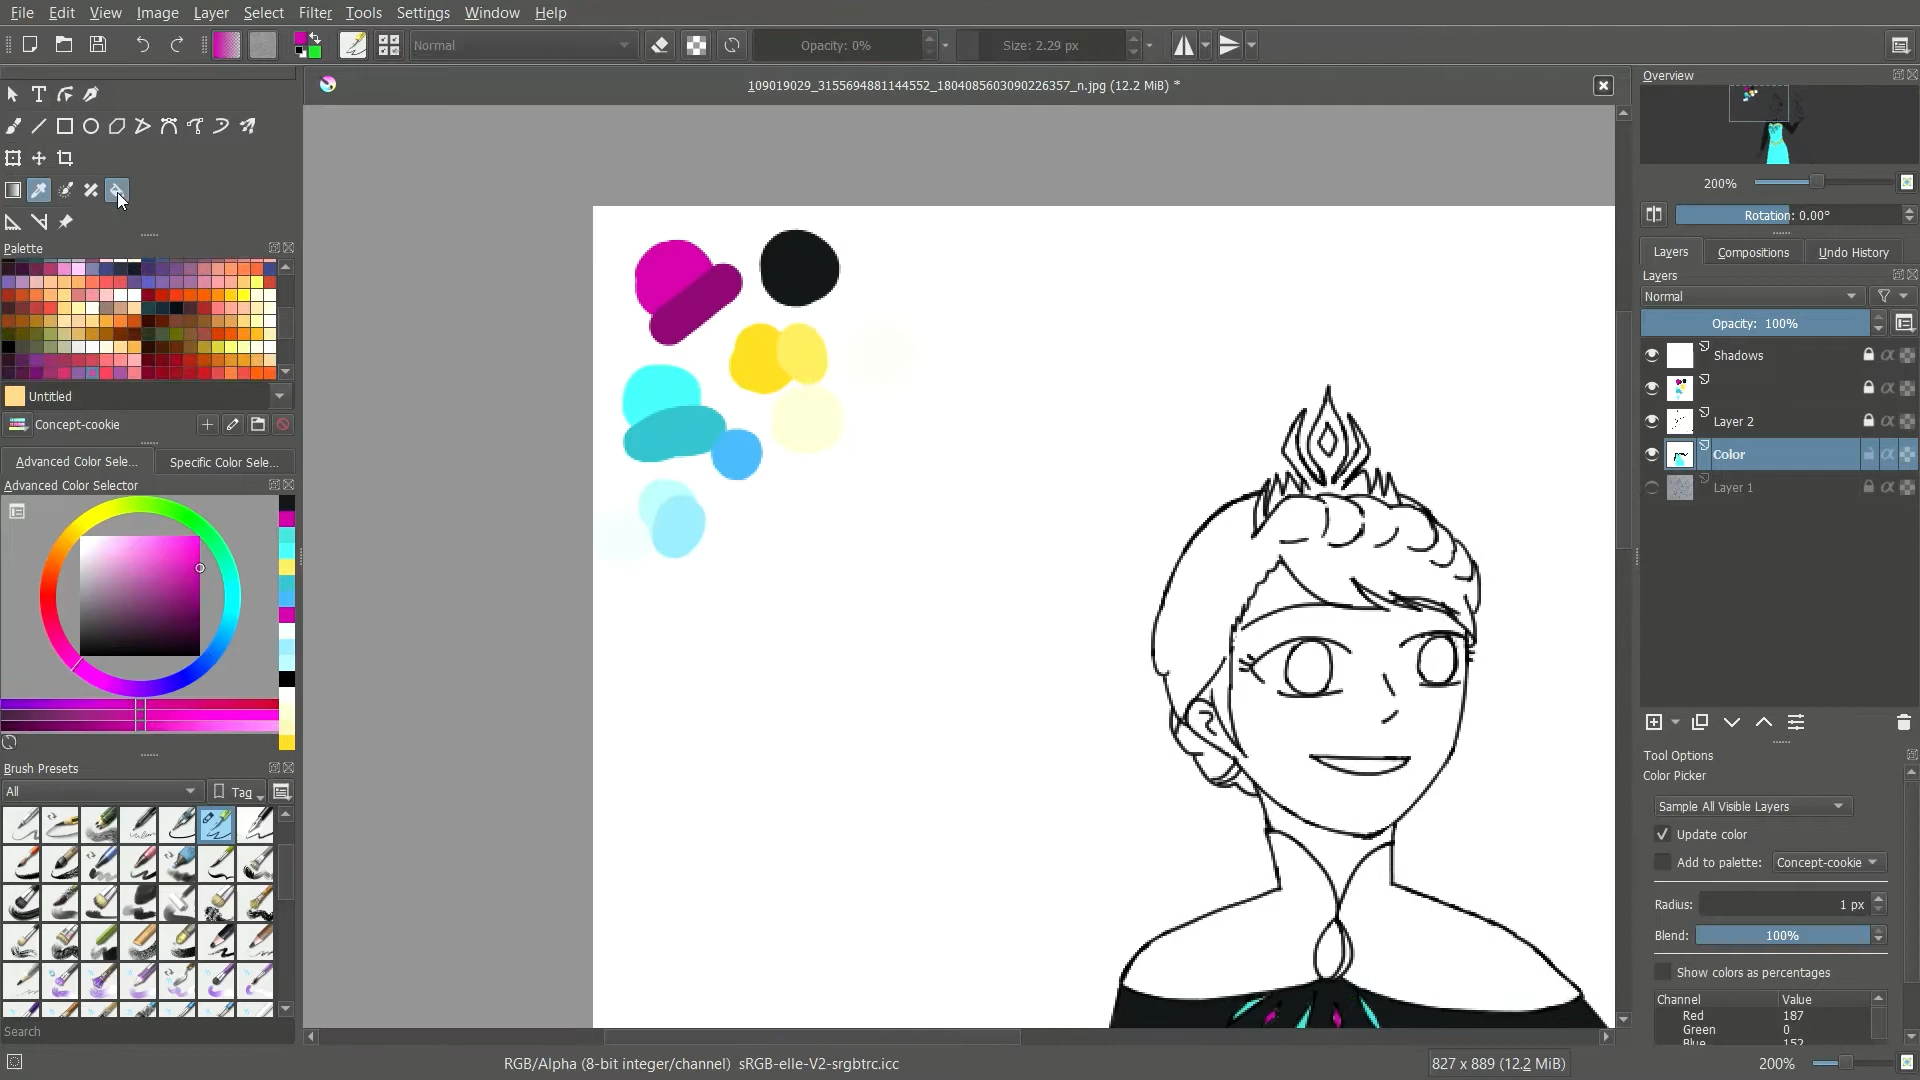 File Edit View Image Layer Select Filter Tools Settings Window Help
Normal Opacity: 0% Size: 2.29 px
109019029_3155694881144552_1804085603090226357_n.jpg (12.2 MiB) *
Overview
200%
Rotation: 0.00°
Layers Compositions Undo History
Layers
Normal
Opacity: 100%
Shadows
Layer 2
Color
Layer 1
Palette
Untitled
Concept-cookie
Advanced Color Sele... Specific Color Sele...
Advanced Color Selector
Brush Presets
All Tag
Search
Tool Options
Color Picker
Sample All Visible Layers
Update color
Add to palette: Concept-cookie
Radius: 1 px
Blend: 100%
Show colors as percentages
Channel Value
Red 187
Green 0
Blue 152
RGB/Alpha (8-bit integer/channel) sRGB-elle-V2-srgbtrc.icc
827 x 889 (12.2 MiB)
200%